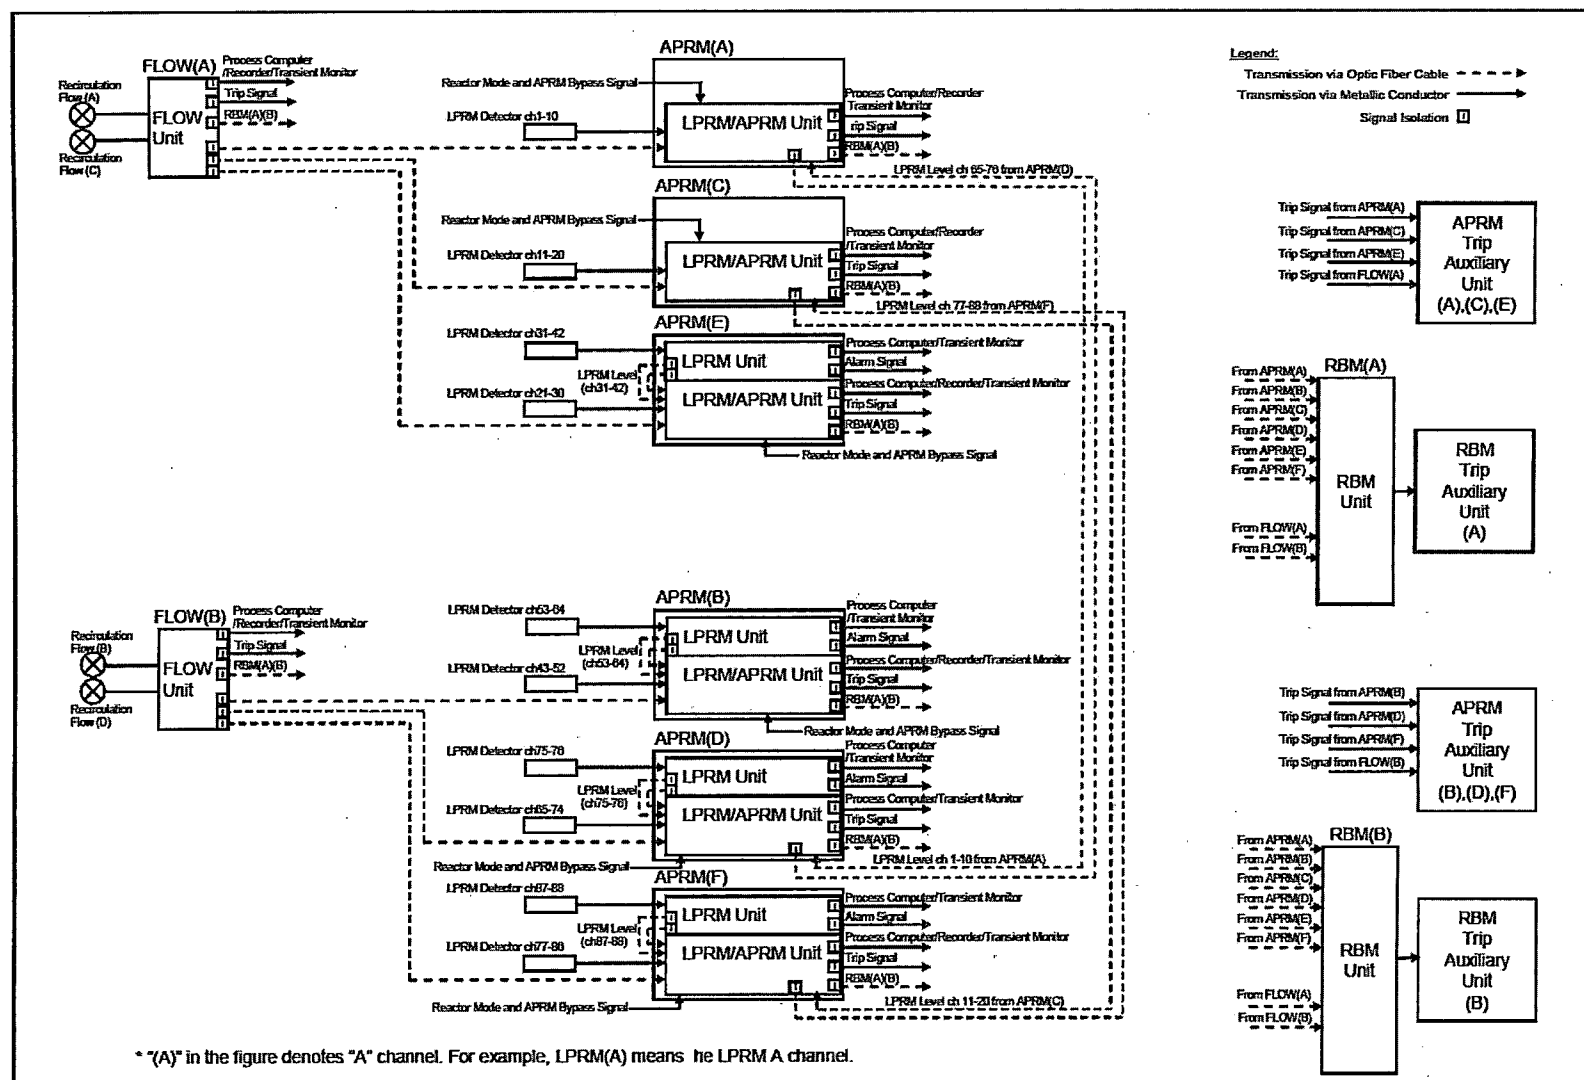 APRM(A)
FLOW(A)
Process Computer
/Recorder/Transient Monitor
Trip Signal
RBM(A)(B)
Recirculation
Flow (A)
FLOW
Unit
Recirculation
Flow (C)
Reactor Mode and APRM Bypass Signal
LPRM Detector ch1-10
LPRM/APRM Unit
Process Computer/Recorder
Transient Monitor
Trip Signal
RBM(A)(B)
LPRM Level ch 65-76 from APRM(D)
Legend:
Transmission via Optic Fiber Cable
Transmission via Metallic Conductor
Signal Isolation I
APRM(C)
Reactor Mode and APRM Bypass Signal
LPRM Detector ch11-20
LPRM/APRM Unit
Process Computer/Recorder
/Transient Monitor
Trip Signal
RBM(A)(B)
LPRM Level ch 77-88 from APRM(F)
Trip Signal from APRM(A)
Trip Signal from APRM(C)
Trip Signal from APRM(E)
Trip Signal from FLOW(A)
APRM
Trip
Auxiliary
Unit
(A),(C),(E)
APRM(E)
LPRM Detector ch31-42
LPRM Unit
LPRM Level
(ch31-42)
LPRM Detector ch21-30
LPRM/APRM Unit
Process Computer/Transient Monitor
Alarm Signal
Process Computer/Recorder/Transient Monitor
Trip Signal
RBM(A)(B)
Reactor Mode and APRM Bypass Signal
RBM(A)
From APRM(A)
From APRM(B)
From APRM(C)
From APRM(D)
From APRM(E)
From APRM(F)
From FLOW(A)
From FLOW(B)
RBM
Unit
RBM
Trip
Auxiliary
Unit
(A)
FLOW(B)
Process Computer
/Recorder/Transient Monitor
Trip Signal
RBM(A)(B)
Recirculation
Flow (B)
FLOW
Unit
Recirculation
Flow (D)
APRM(B)
LPRM Detector ch53-64
LPRM Unit
LPRM Level
(ch53-64)
LPRM Detector ch43-52
LPRM/APRM Unit
Process Computer
/Transient Monitor
Alarm Signal
Process Computer/Recorder/Transient Monitor
Trip Signal
RBM(A)(B)
Reactor Mode and APRM Bypass Signal
Trip Signal from APRM(B)
Trip Signal from APRM(D)
Trip Signal from APRM(F)
Trip Signal from FLOW(B)
APRM
Trip
Auxiliary
Unit
(B),(D),(F)
APRM(D)
LPRM Detector ch75-76
LPRM Unit
LPRM Level
(ch75-76)
LPRM Detector ch65-74
LPRM/APRM Unit
Process Computer
/Transient Monitor
Alarm Signal
Process Computer/Transient Monitor
Trip Signal
RBM(A)(B)
LPRM Level ch 1-10 from APRM(A)
Reactor Mode and APRM Bypass Signal
APRM(F)
LPRM Detector ch87-88
LPRM Unit
LPRM Level
(ch87-88)
LPRM Detector ch77-86
LPRM/APRM Unit
Process Computer/Transient Monitor
Alarm Signal
Process Computer/Recorder/Transient Monitor
Trip Signal
RBM(A)(B)
LPRM Level ch 11-20 from APRM(C)
Reactor Mode and APRM Bypass Signal
RBM(B)
From APRM(A)
From APRM(B)
From APRM(C)
From APRM(D)
From APRM(E)
From APRM(F)
From FLOW(A)
From FLOW(B)
RBM
Unit
RBM
Trip
Auxiliary
Unit
(B)
* "(A)" in the figure denotes "A" channel. For example, LPRM(A) means he LPRM A channel.